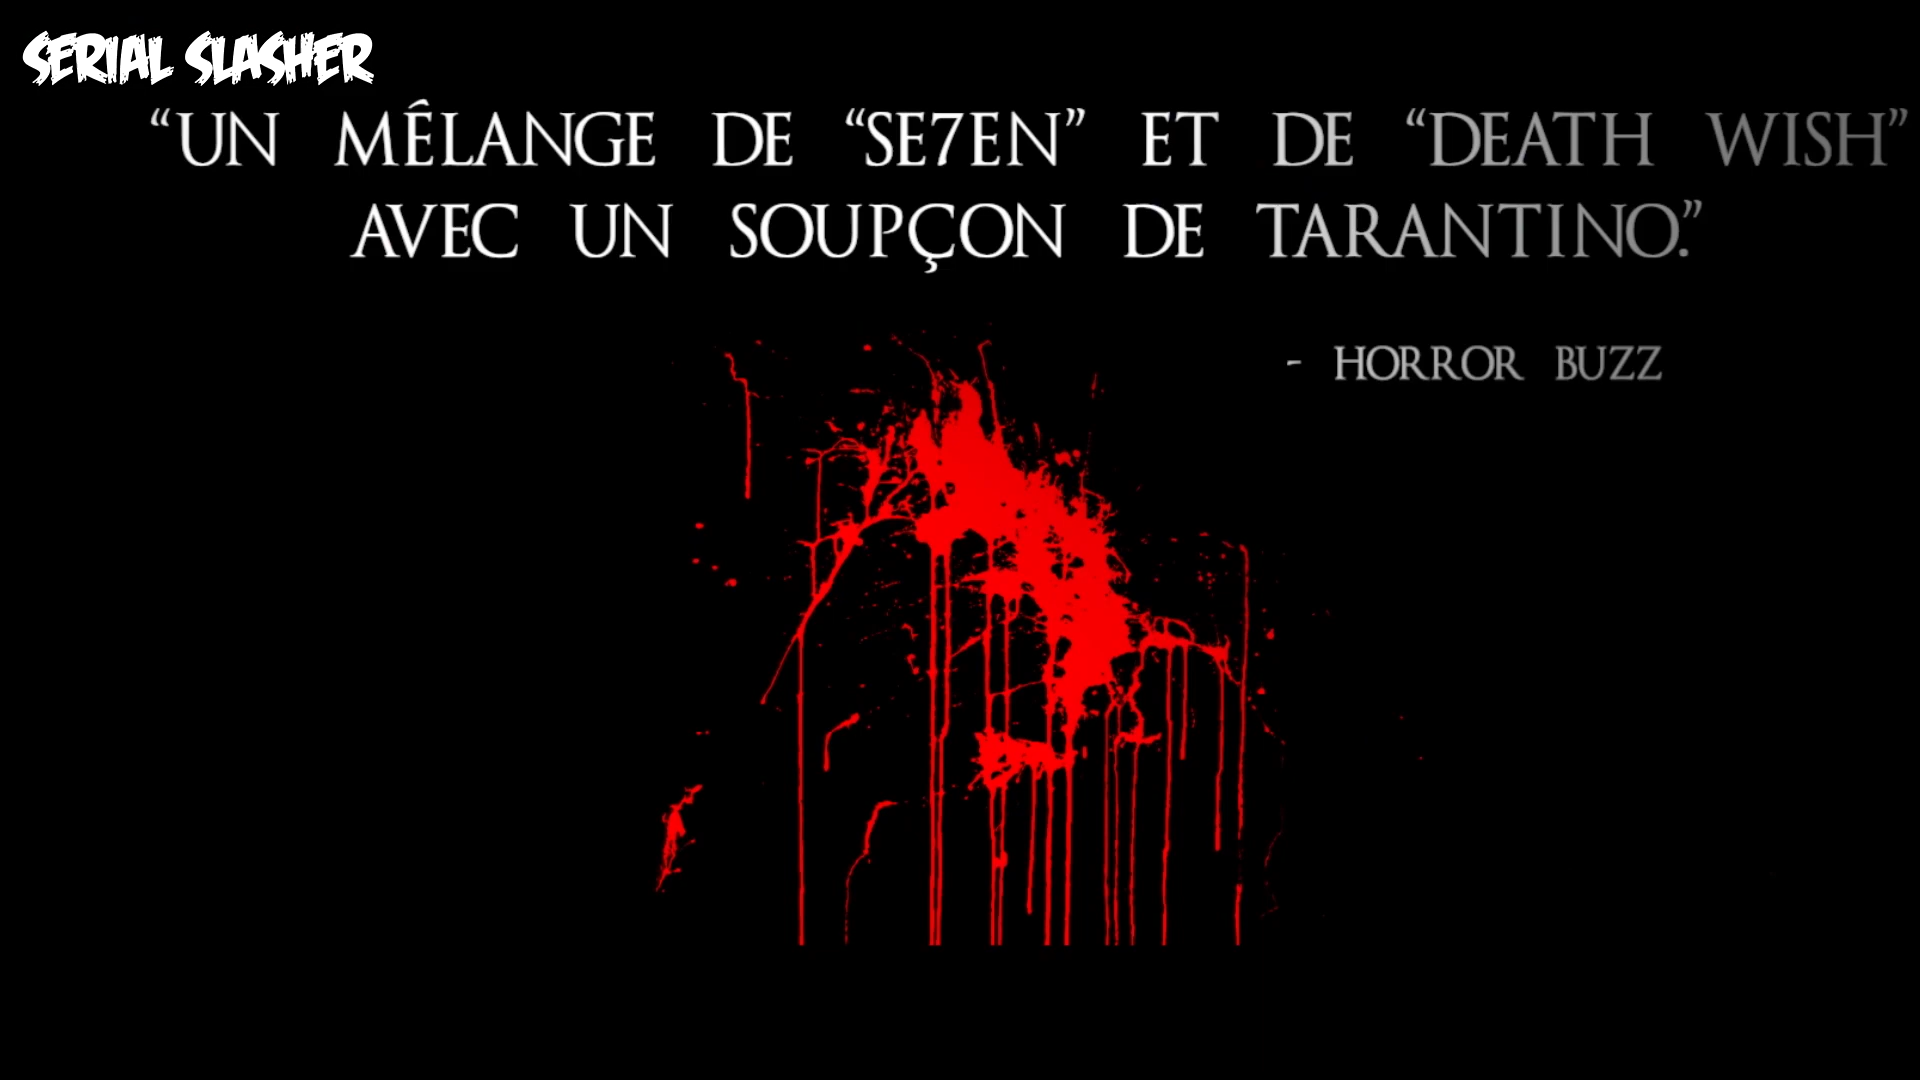 SERIAL SLASHER
“UN MÊLANGE DE “SE7EN” ET DE “DEATH WISH”
AVEC UN SOUPÇON DE TARANTINO.”
- HORROR BUZZ